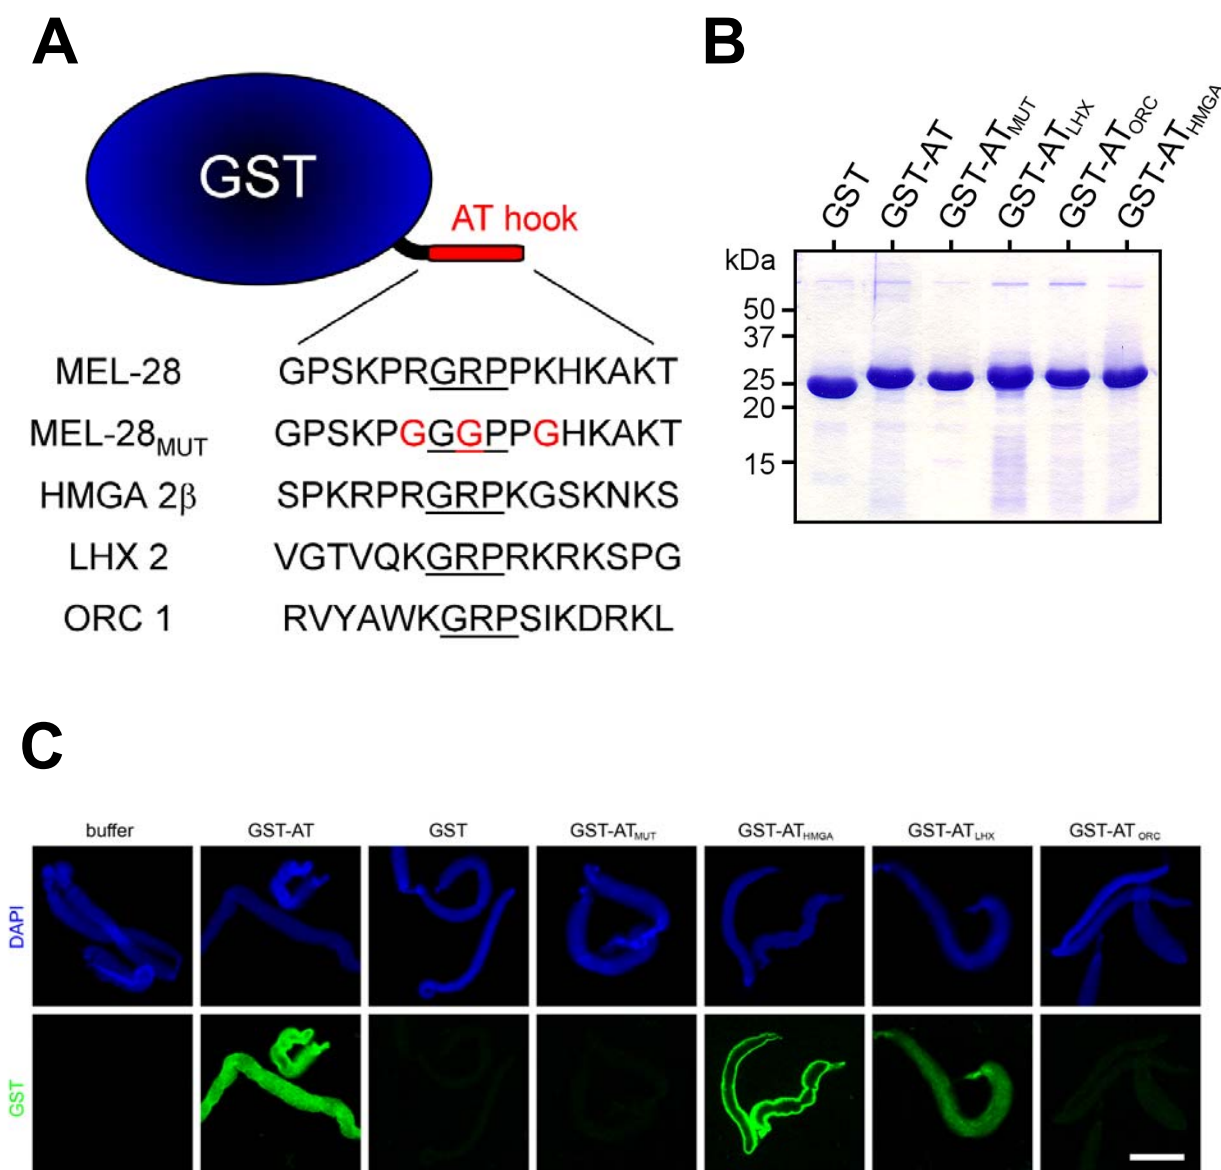 A
GST
AT hook
MEL-28 GPSKPRGRPPKHKAKT
MEL-28MUT GPSKPGGGPPGHKAKT
HMGA 2β SPKRPRGRPKGSKNKS
LHX 2 VGTVQKGRPRKRKSPG
ORC 1 RVYAWKGRPSIKDRKL
B
GST GST-AT GST-ATMUT GST-ATLHX GST-ATORC GST-ATHMGA
kDa
50
37
25
20
15
C
buffer GST-AT GST GST-ATMUT GST-ATHMGA GST-ATLHX GST-ATORC
DAPI
GST